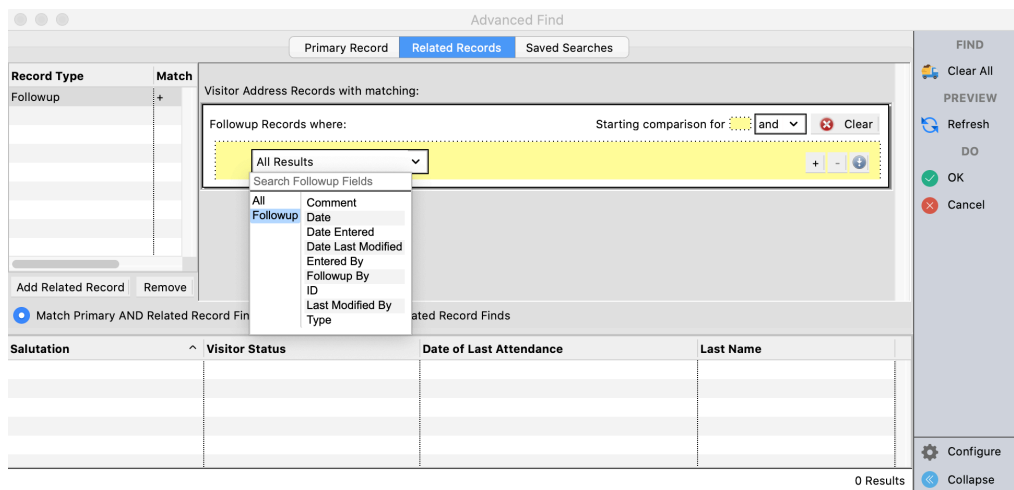 Advanced Find
Primary Record Related Records Saved Searches
Record Type Match
Followup +
Visitor Address Records with matching:
Followup Records where: Starting comparison for and Clear
All Results + -
Search Followup Fields
All
Followup
Comment
Date
Date Entered
Date Last Modified
Entered By
Followup By
ID
Last Modified By
Type
Add Related Record Remove
Match Primary AND Related Record Fin ated Record Finds
Salutation Visitor Status Date of Last Attendance Last Name
0 Results
FIND
Clear All
PREVIEW
Refresh
DO
OK
Cancel
Configure
Collapse